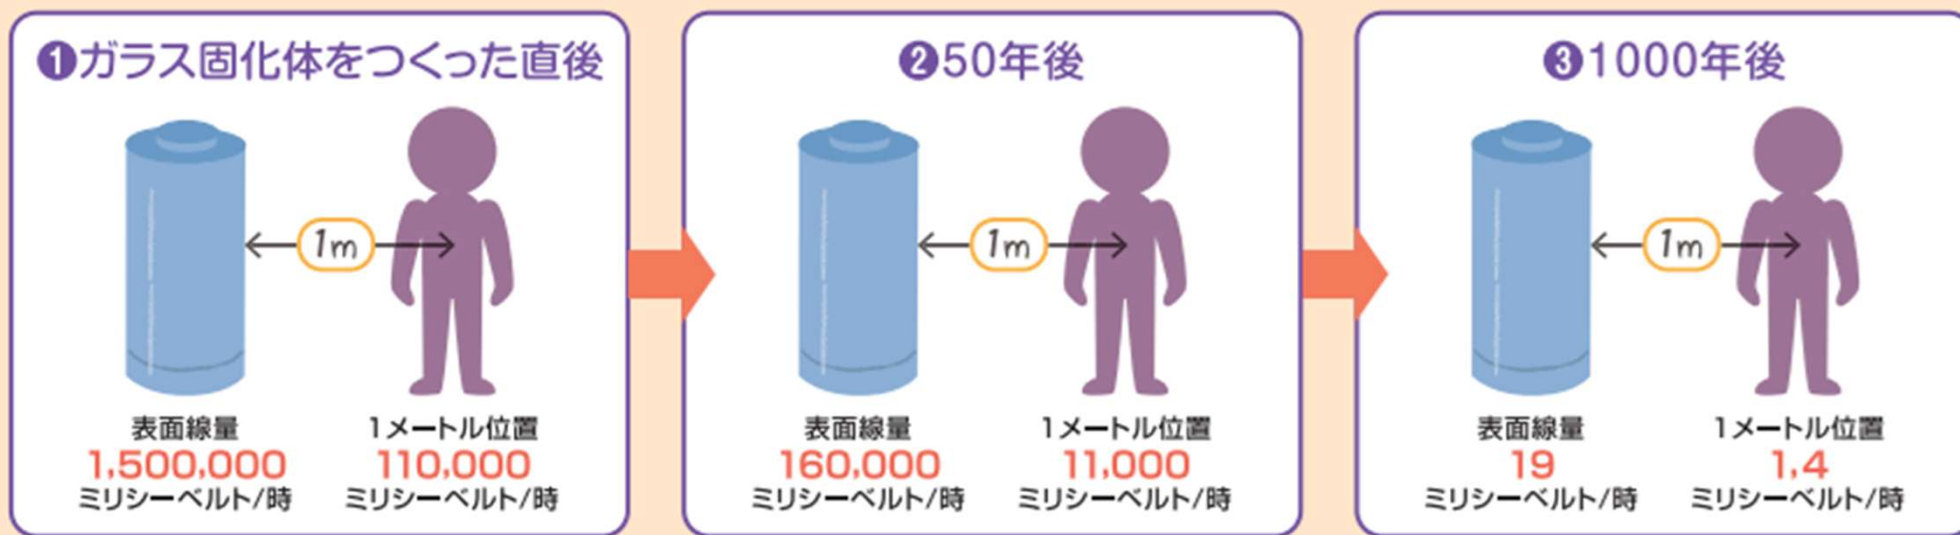 ❶ガラス固化体をつくった直後
1m
表面線量
1,500,000
ミリシーベルト/時
1メートル位置
110,000
ミリシーベルト/時
❷50年後
1m
表面線量
160,000
ミリシーベルト/時
1メートル位置
11,000
ミリシーベルト/時
❸1000年後
1m
表面線量
19
ミリシーベルト/時
1メートル位置
1,4
ミリシーベルト/時